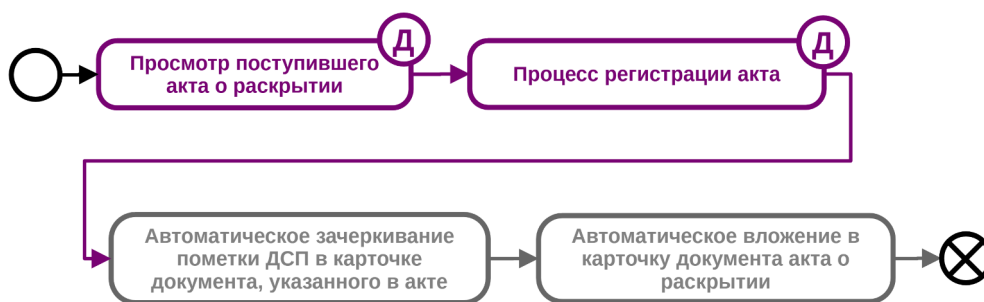 Д
Просмотр поступившего
акта о раскрытии
Д
Процесс регистрации акта
Автоматическое зачеркивание
пометки ДСП в карточке
документа, указанного в акте
Автоматическое вложение в
карточку документа акта о
раскрытии